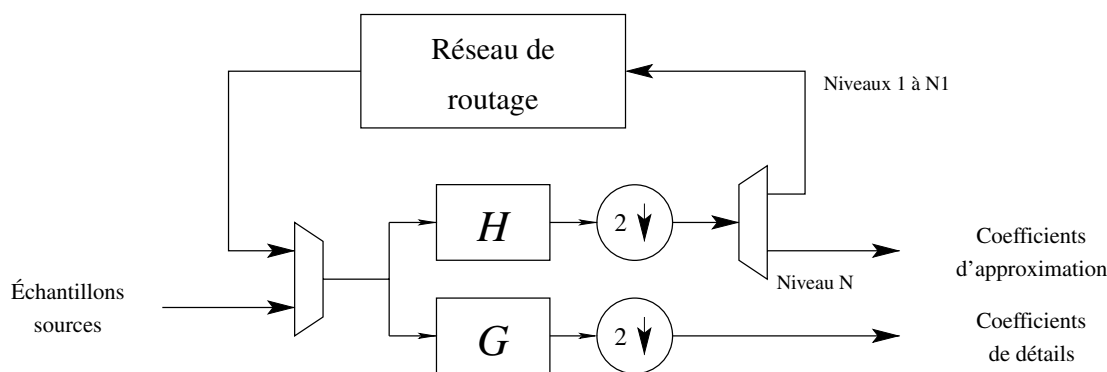 Réseau de
routage
Niveaux 1 à N1
H
2
Niveau N
Coefficients
d'approximation
Échantillons
sources
G
2
Coefficients
de détails